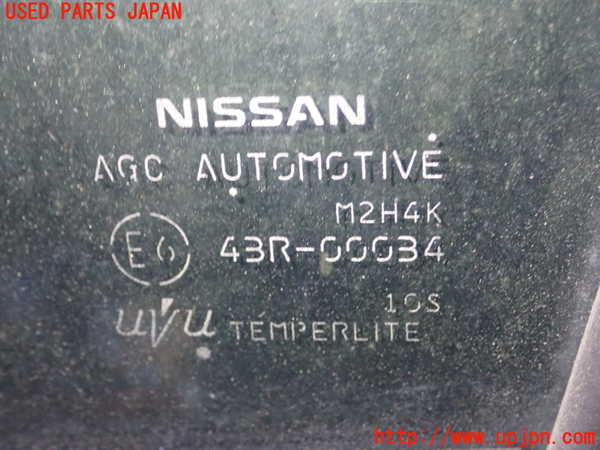 USED PARTS JAPAN
NISSAN
AGC AUTOMOTIVE
M2H4K
E6 43R-00034
10S
uvu TEMPERLITE
http://www.upjpn.com